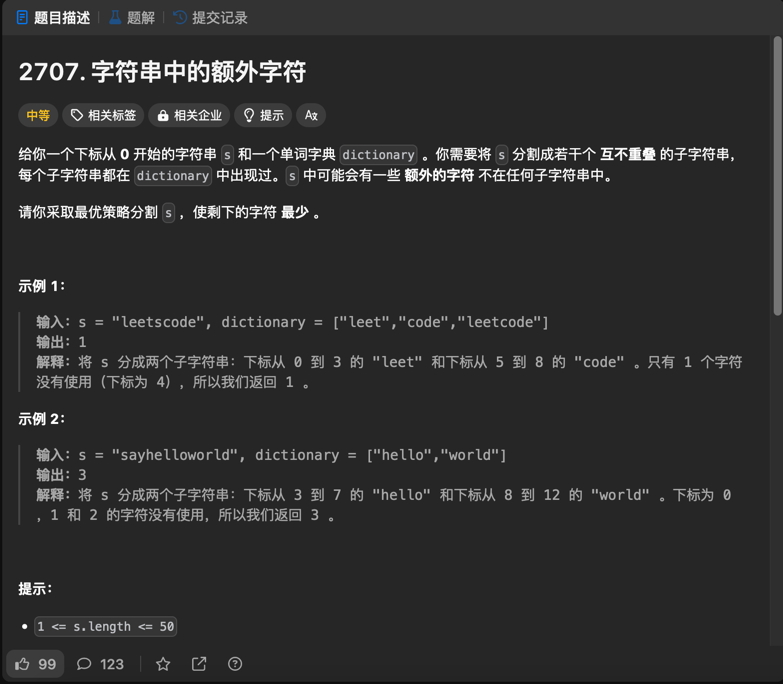 题目描述 题解 提交记录
2707. 字符串中的额外字符
中等 相关标签 相关企业 提示 Aあ
给你一个下标从 0 开始的字符串 s 和一个单词字典 dictionary 。你需要将 s 分割成若干个 互不重叠 的子字符串，
每个子字符串都在 dictionary 中出现过。s 中可能会有一些 额外的字符 不在任何子字符串中。
请你采取最优策略分割 s ，使剩下的字符 最少 。
示例 1：
输入：s = "leetscode", dictionary = ["leet","code","leetcode"]
输出：1
解释：将 s 分成两个子字符串：下标从 0 到 3 的 "leet" 和下标从 5 到 8 的 "code" 。只有 1 个字符
没有使用（下标为 4），所以我们返回 1 。
示例 2：
输入：s = "sayhelloworld", dictionary = ["hello","world"]
输出：3
解释：将 s 分成两个子字符串：下标从 3 到 7 的 "hello" 和下标从 8 到 12 的 "world" 。下标为 0
，1 和 2 的字符没有使用，所以我们返回 3 。
提示：
• 1 <= s.length <= 50
99 123